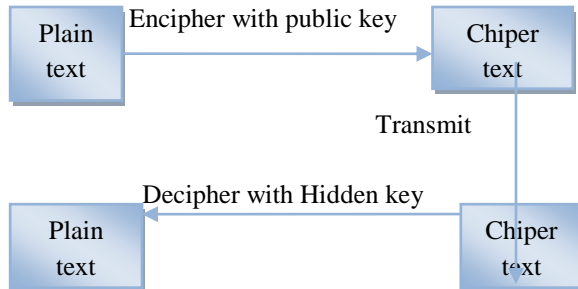 Plain
text
Encipher with public key
Chiper
text
Transmit
Decipher with Hidden key
Plain
text
Chiper
text